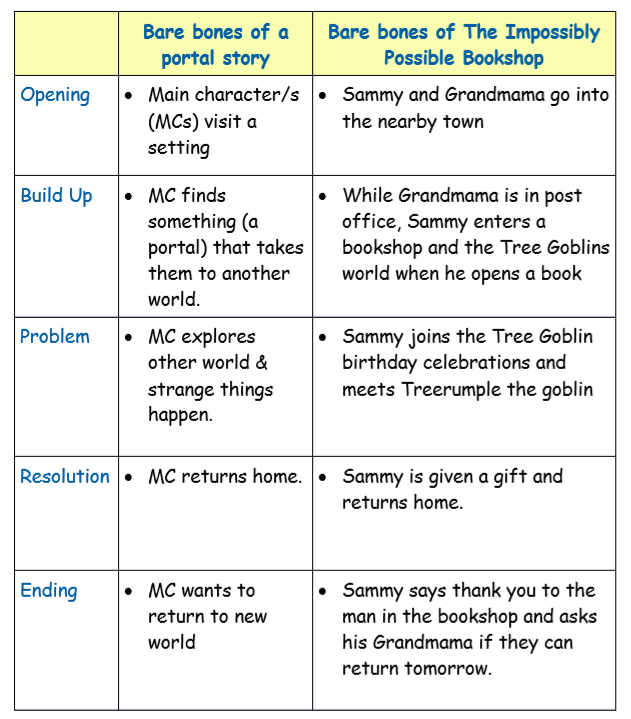 Bare bones of a
portal story
Bare bones of The Impossibly
Possible Bookshop
Opening
• Main character/s
(MCs) visit a
setting
• Sammy and Grandmama go into
the nearby town
Build Up
• MC finds
something (a
portal) that takes
them to another
world.
• While Grandmama is in post
office, Sammy enters a
bookshop and the Tree Goblins
world when he opens a book
Problem
• MC explores
other world &
strange things
happen.
• Sammy joins the Tree Goblin
birthday celebrations and
meets Treerumple the goblin
Resolution
• MC returns home.
• Sammy is given a gift and
returns home.
Ending
• MC wants to
return to new
world
• Sammy says thank you to the
man in the bookshop and asks
his Grandmama if they can
return tomorrow.